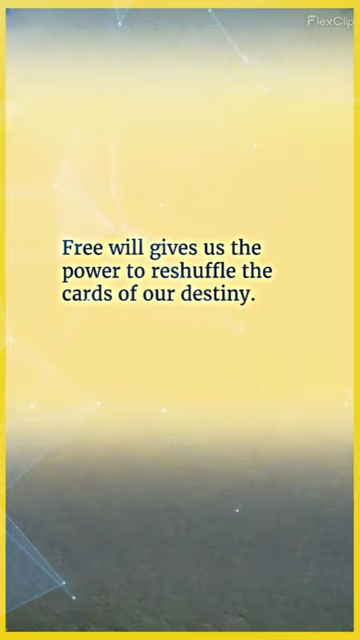 FlexClip
Free will gives us the
power to reshuffle the
cards of our destiny.